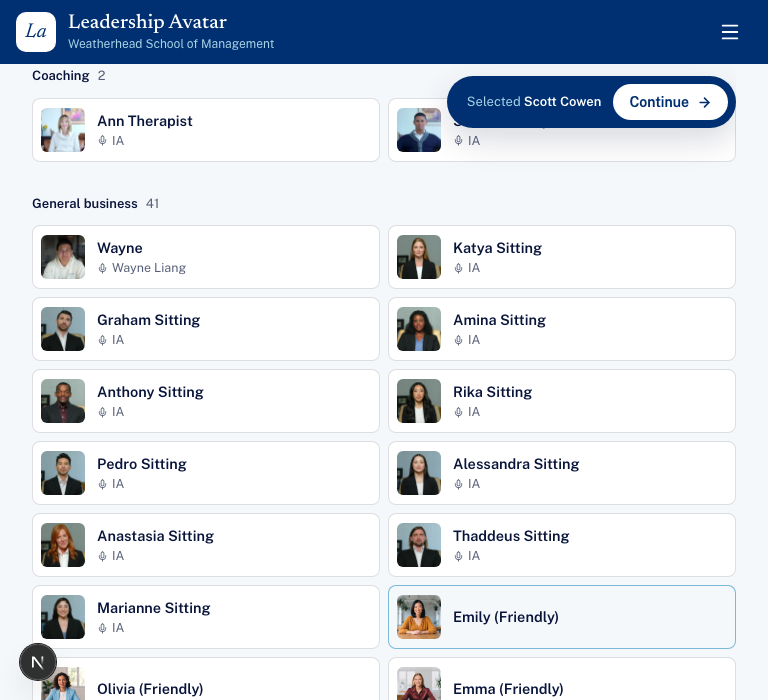 La
Leadership Avatar
Weatherhead School of Management
Coaching 2
Selected Scott Cowen
Continue
Ann Therapist
IA
IA
General business 41
Wayne
Wayne Liang
Katya Sitting
IA
Graham Sitting
IA
Amina Sitting
IA
Anthony Sitting
IA
Rika Sitting
IA
Pedro Sitting
IA
Alessandra Sitting
IA
Anastasia Sitting
IA
Thaddeus Sitting
IA
Marianne Sitting
IA
Emily (Friendly)
N
Olivia (Friendly)
Emma (Friendly)